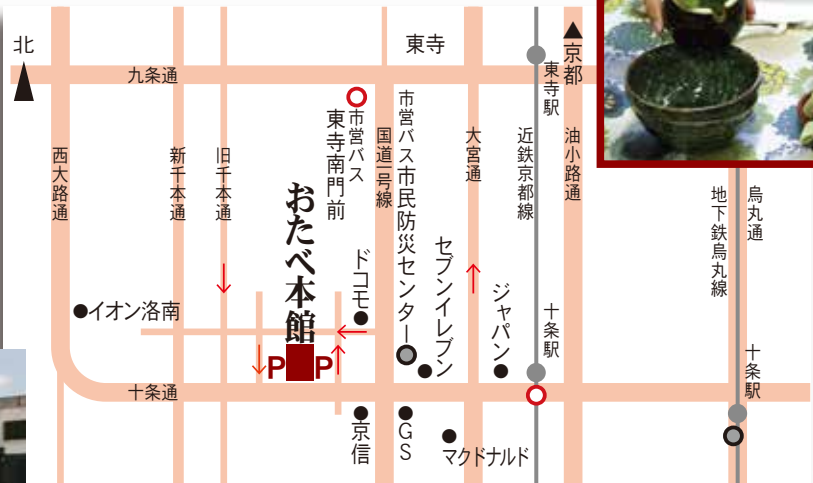 北
東寺
京都
九条通
東寺駅
西大路通
新千本通
旧千本通
市営バス
東寺南門前
国道一号線
市営バス市民防災センター
大宮通
近鉄京都線
油小路通
地下鉄烏丸線
烏丸通
おたべ本館
ドコモ
セブンイレブン
ジャパン
十条駅
イオン洛南
P
P
十条通
十条駅
京信
GS
マクドナルド